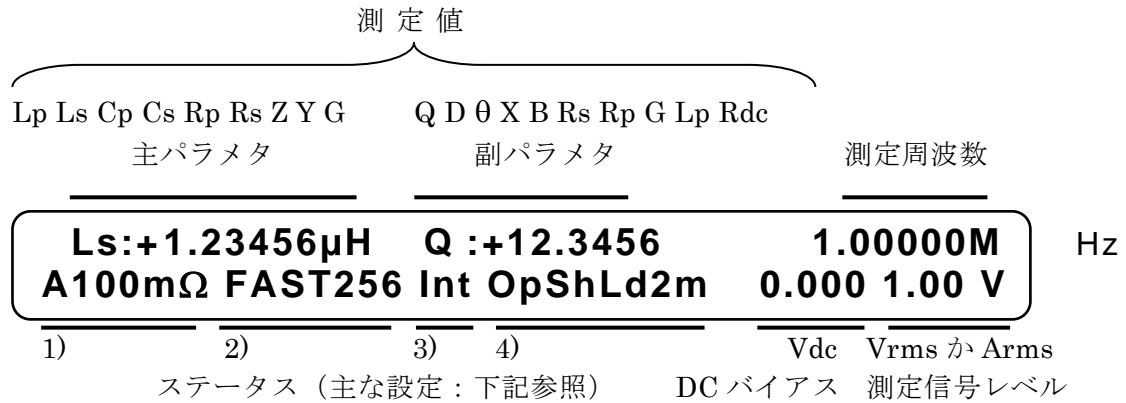 測 定 値
Lp Ls Cp Cs Rp Rs Z Y G Q D θ X B Rs Rp G Lp Rdc
主パラメタ 副パラメタ 測定周波数
Ls:+1.23456μH Q :+12.3456 1.00000M Hz
A100mΩ FAST256 Int OpShLd2m 0.000 1.00 V
1) 2) 3) 4) Vdc Vrms か Arms
ステータス（主な設定：下記参照） DC バイアス 測定信号レベル